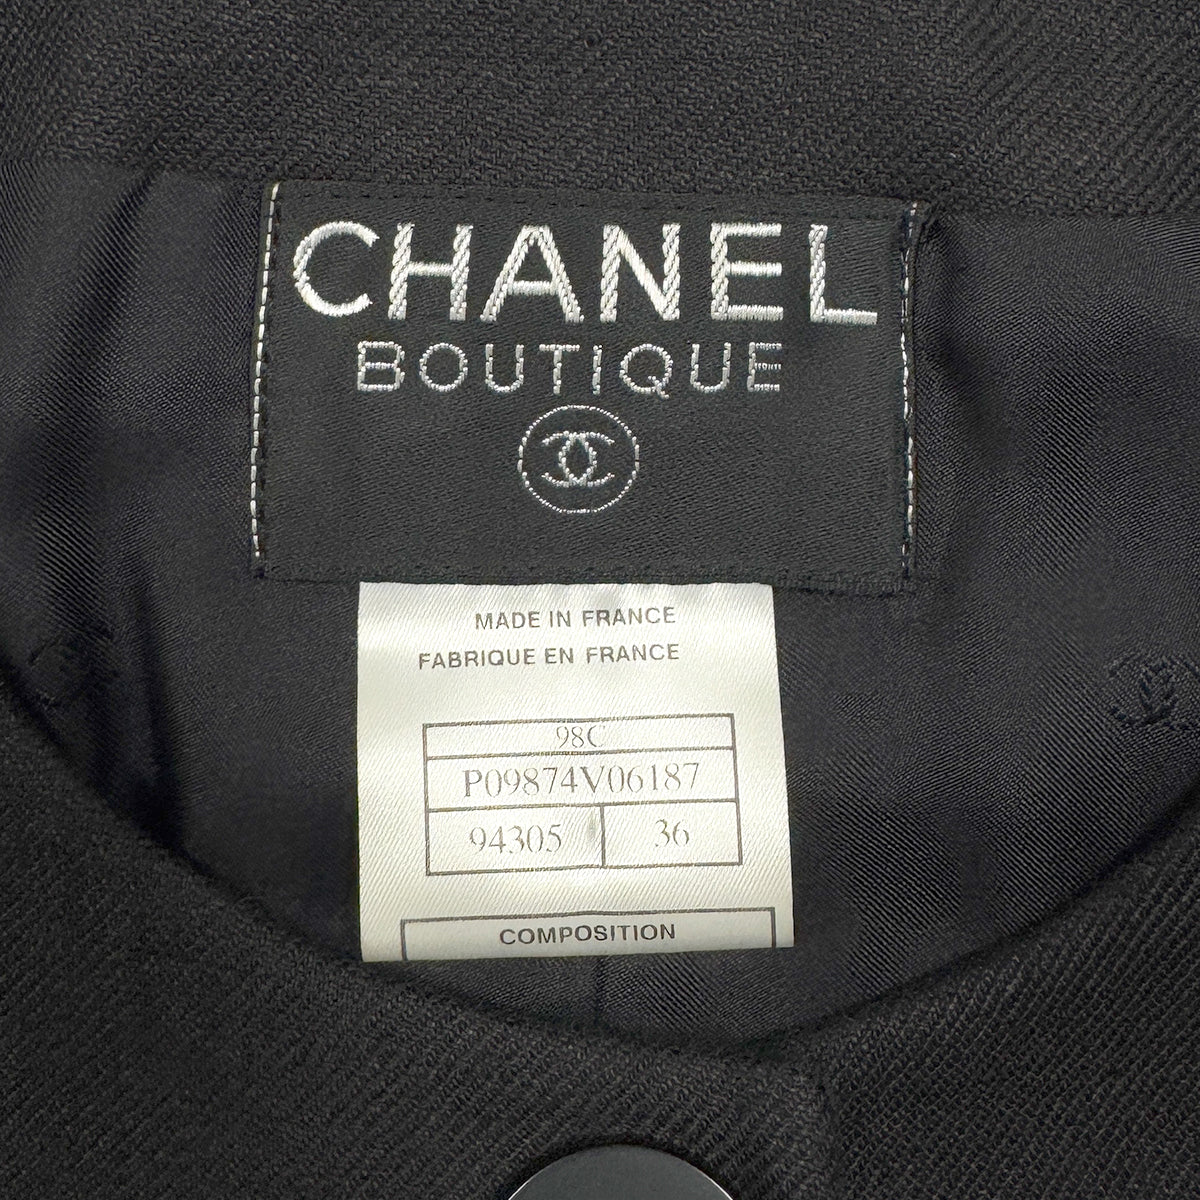 CHANEL
BOUTIQUE
MADE IN FRANCE
FABRIQUE EN FRANCE
98C
P09874V06187
94305 36
COMPOSITION